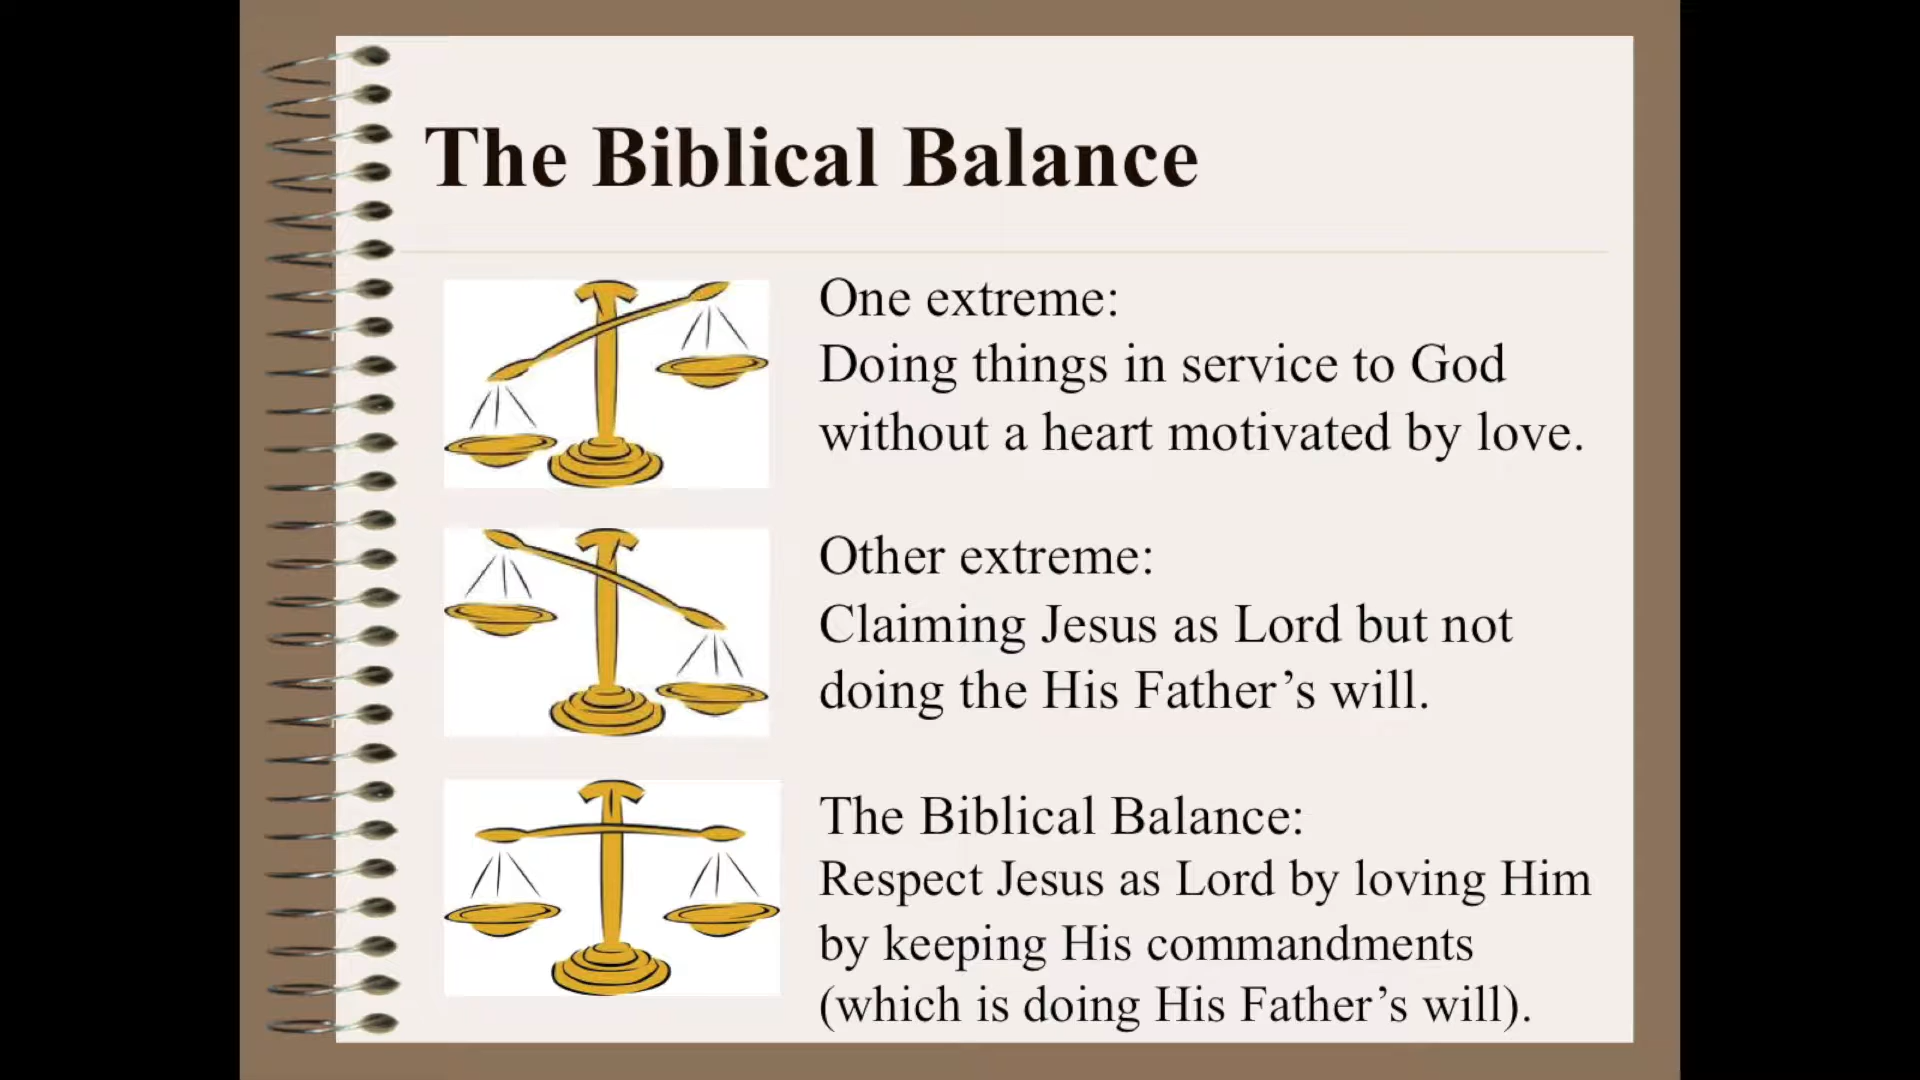 The Biblical Balance
One extreme:
Doing things in service to God
without a heart motivated by love.
Other extreme:
Claiming Jesus as Lord but not
doing the His Father’s will.
The Biblical Balance:
Respect Jesus as Lord by loving Him
by keeping His commandments
(which is doing His Father’s will).